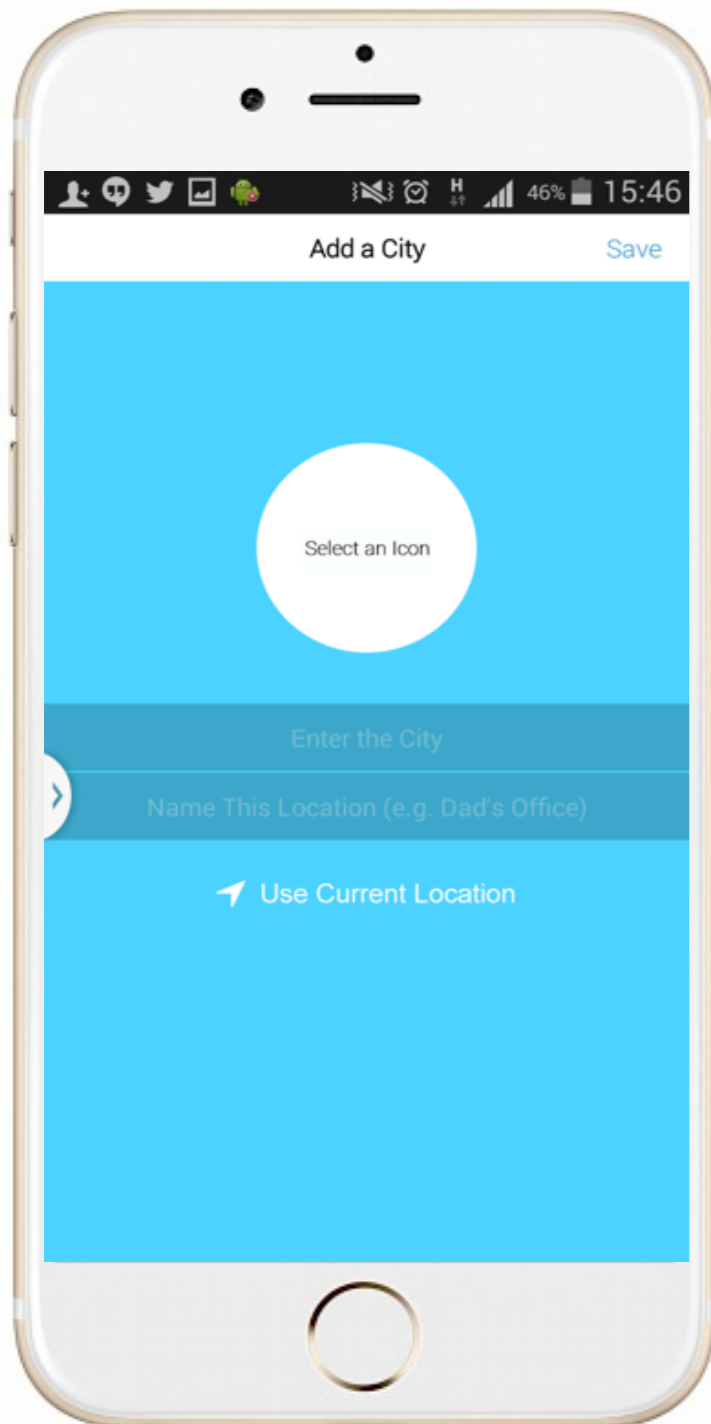 H 46% 15:46
Add a City Save
Select an Icon
Enter the City
Name This Location (e.g. Dad's Office)
Use Current Location